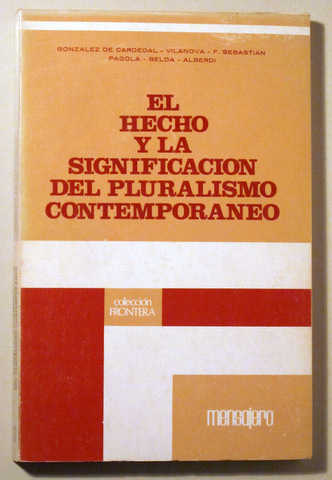 GONZALEZ DE CARDEDAL - VILANOVA - F. SEBASTIAN
PAGOLA - BELDA - ALBERDI
EL
HECHO
Y LA
SIGNIFICACION
DEL PLURALISMO
CONTEMPORANEO
colección
FRONTERA
mensajero